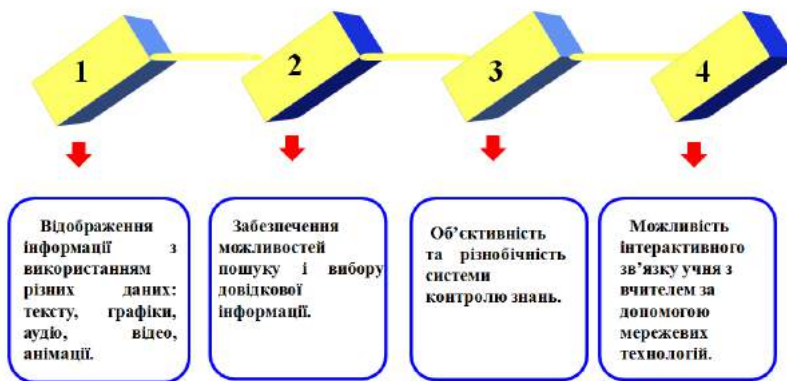 1
2
3
4
Відображення
інформації з
використанням
різних даних:
тексту, графіки,
аудіо, відео,
анімації.
Забезпечення
можливостей
пошуку і вибору
довідкової
інформації.
Об’єктивність
та різнобічність
системи
контролю знань.
Можливість
інтерактивного
зв’язку учня з
вчителем за
допомогою
мережевих
технологій.